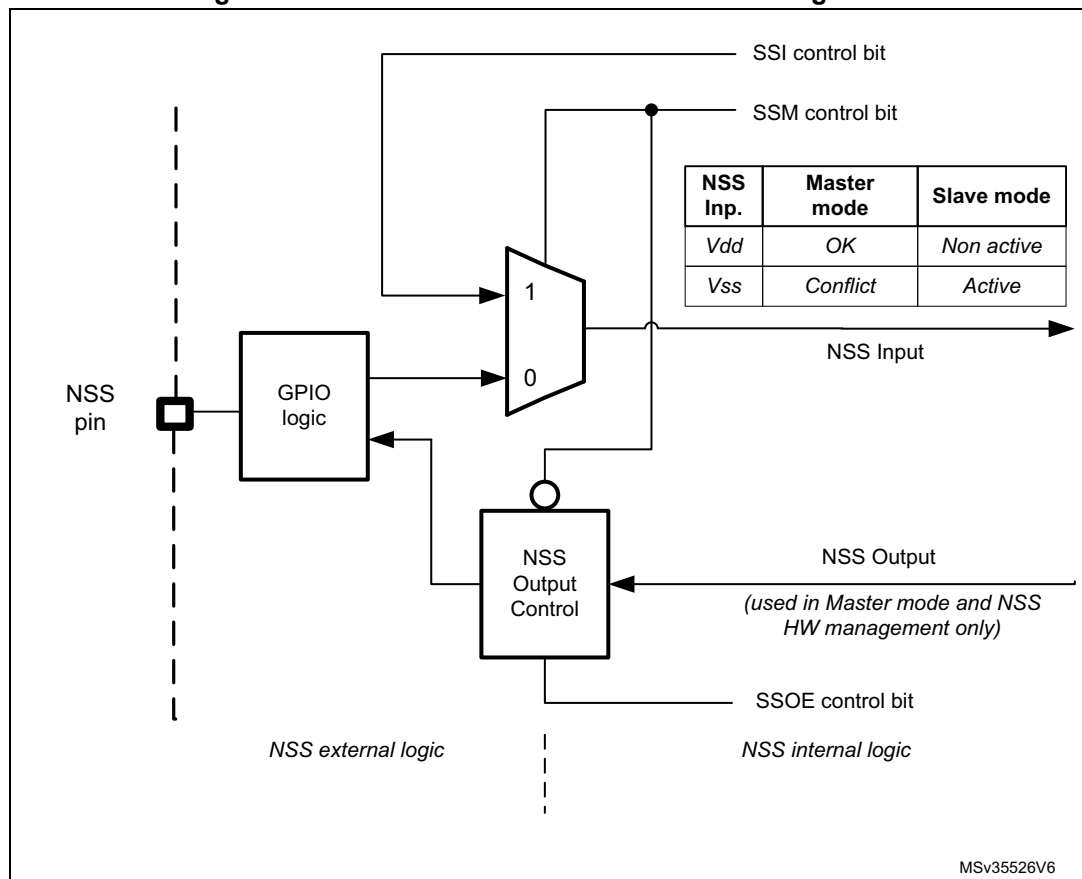 SSI control bit
SSM control bit
NSS
Inp.
Master
mode
Slave mode
Vdd
OK
Non active
Vss
Conflict
Active
1
0
NSS Input
NSS
pin
GPIO
logic
NSS
Output
Control
NSS Output
(used in Master mode and NSS
HW management only)
SSOE control bit
NSS external logic
NSS internal logic
MSv35526V6